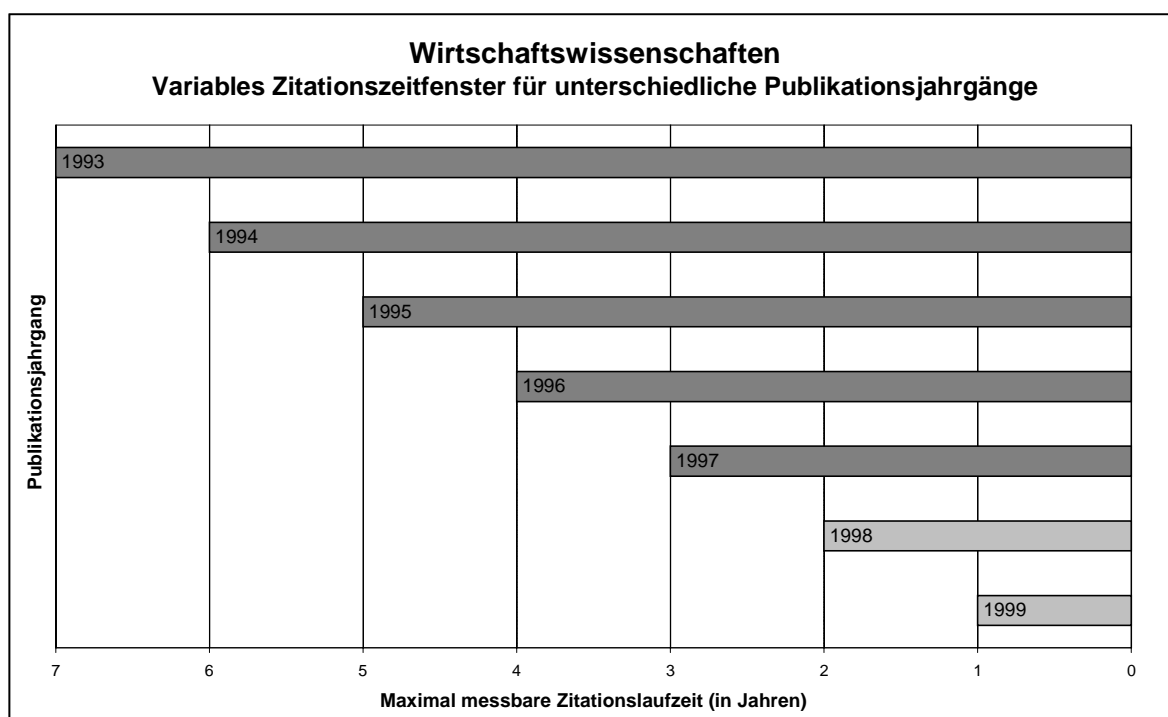 Wirtschaftswissenschaften
Variables Zitationszeitfenster für unterschiedliche Publikationsjahrgänge
Publikationsjahrgang
1993
1994
1995
1996
1997
1998
1999
7 6 5 4 3 2 1 0
Maximal messbare Zitationslaufzeit (in Jahren)